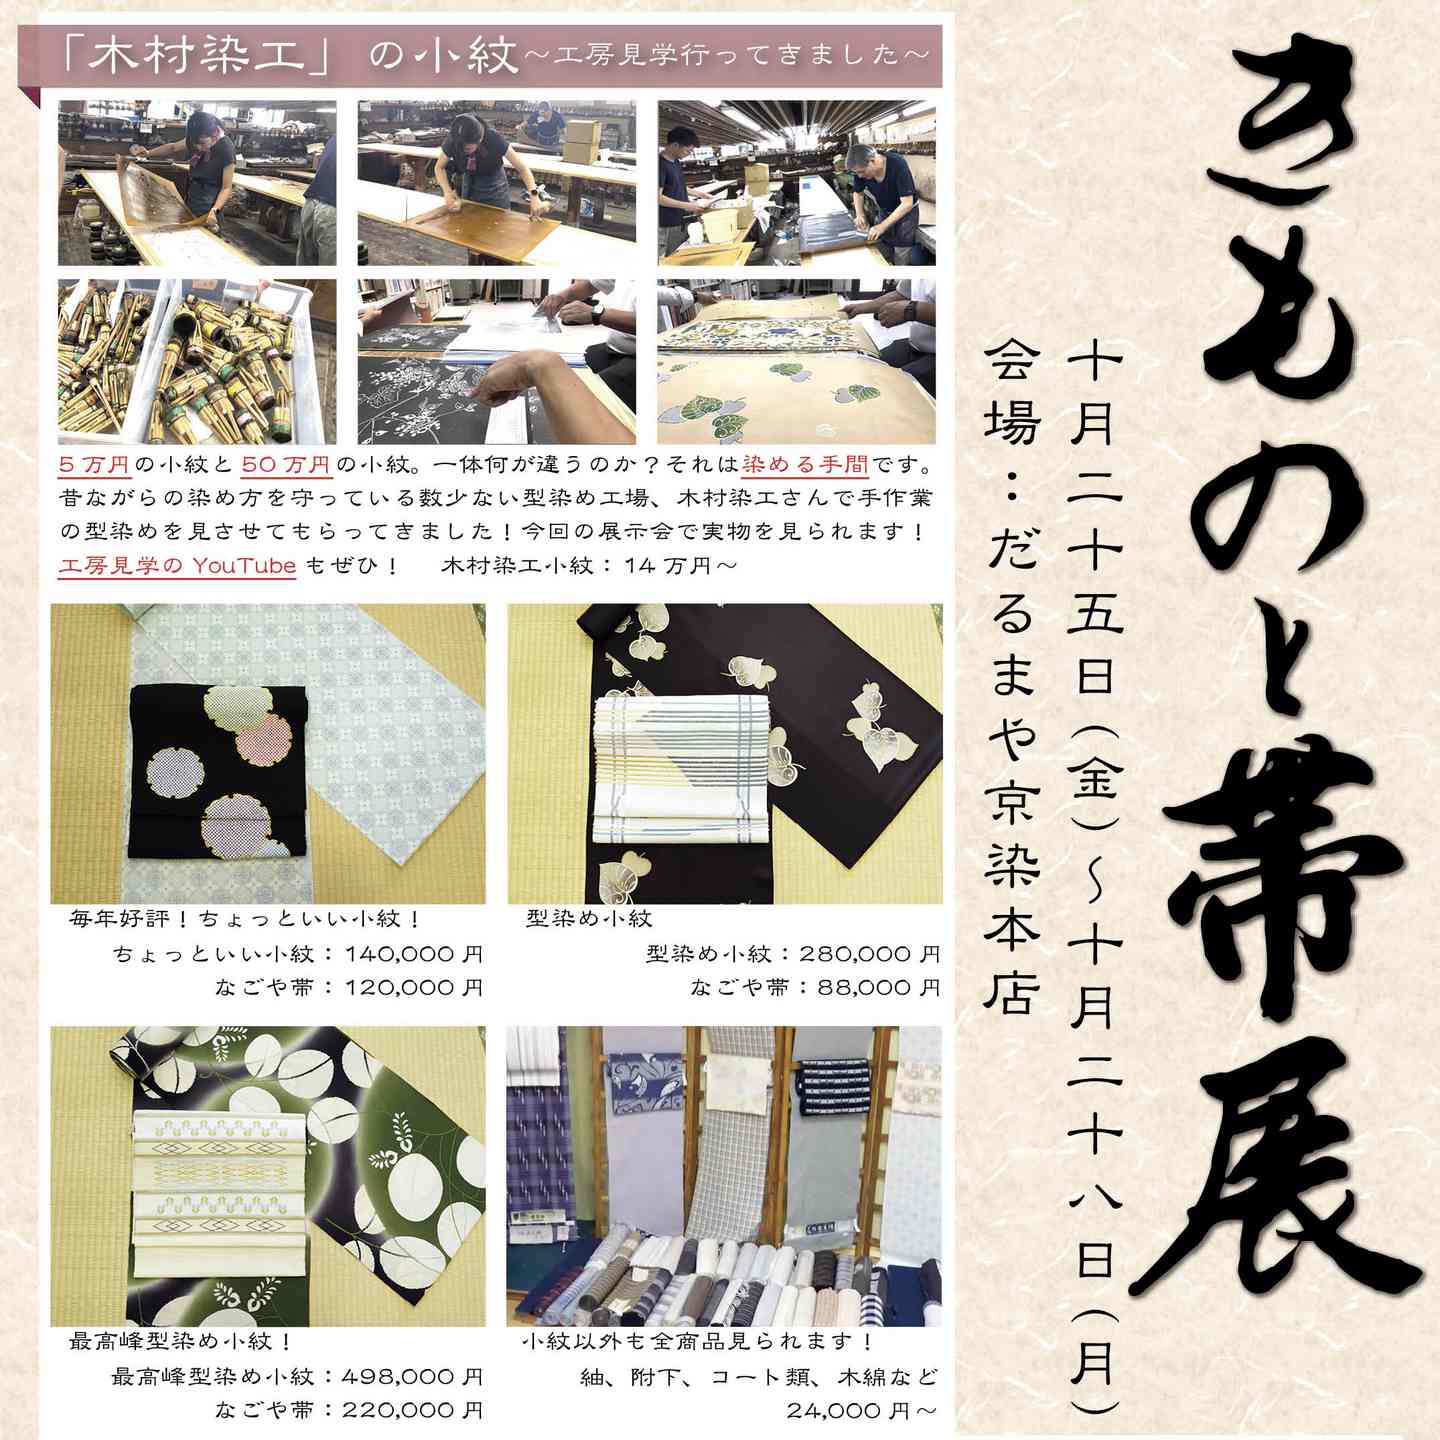 きものと帯展
十月二十五日(金)〜十月二十八日(月)
会場:だるまや京染本店
「木村染工」の小紋〜工房見学行ってきました〜
5万円の小紋と50万円の小紋。一体何が違うのか?それは染める手間です。
昔ながらの染め方を守っている数少ない型染め工場、木村染工さんで手作業
の型染めを見させてもらってきました!今回の展示会で実物を見られます!
工房見学のYouTubeもぜひ! 木村染工小紋:14万円〜
毎年好評!ちょっといい小紋!
ちょっといい小紋:140,000円
なごや帯:120,000円
型染め小紋
型染め小紋:280,000円
なごや帯:88,000円
最高峰型染め小紋!
最高峰型染め小紋:498,000円
なごや帯:220,000円
小紋以外も全商品見られます!
紬、附下、コート類、木綿など
24,000円〜